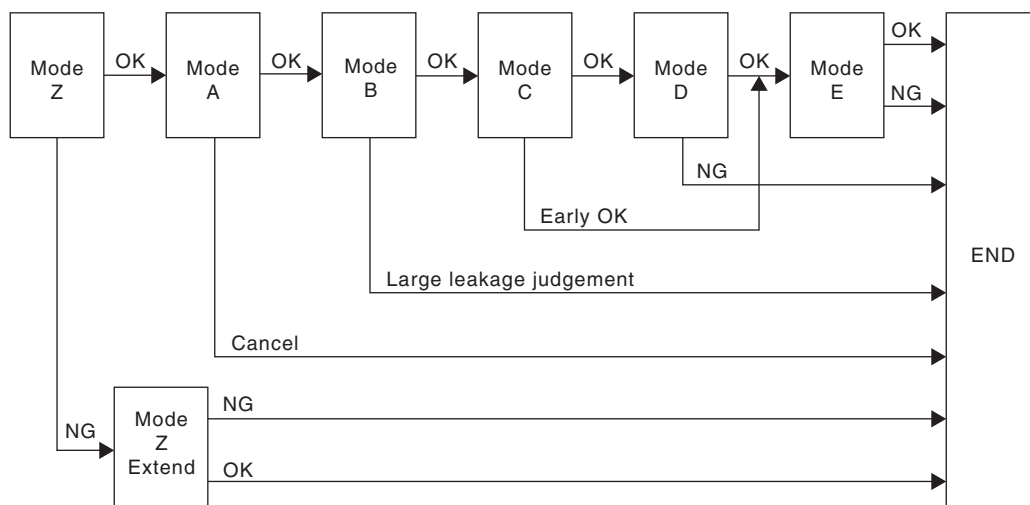 Mode
Z
OK
Mode
A
OK
Mode
B
OK
Mode
C
OK
Mode
D
OK
Mode
E
OK
NG
NG
Early OK
END
Large leakage judgement
Cancel
NG
Mode
Z
Extend
NG
OK